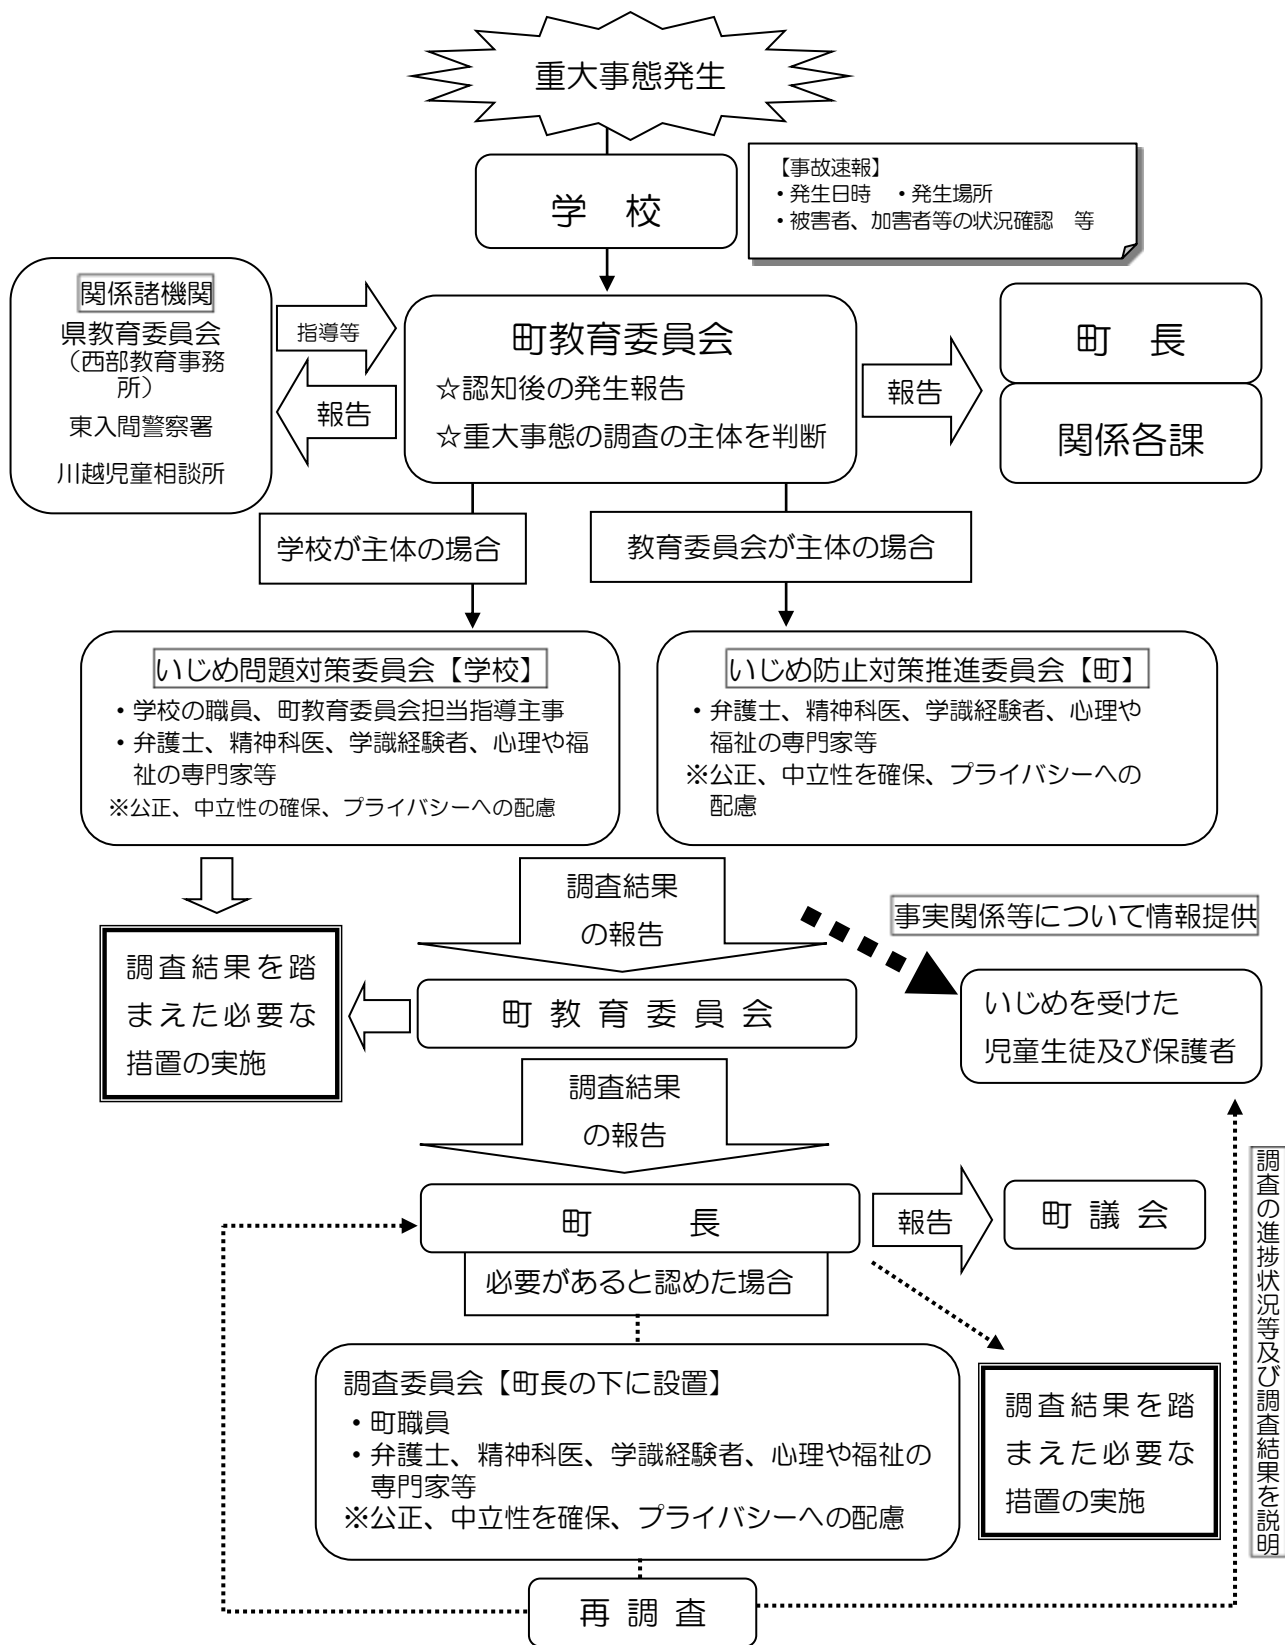 重大事態発生
学　校
【事故速報】
・発生日時　・発生場所
・被害者、加害者等の状況確認　等
関係諸機関
県教育委員会
（西部教育事務
所）
東入間警察署
川越児童相談所
指導等
報告
町教育委員会
☆認知後の発生報告
☆重大事態の調査の主体を判断
報告
町　長
関係各課
学校が主体の場合
教育委員会が主体の場合
いじめ問題対策委員会【学校】
・学校の職員、町教育委員会担当指導主事
・弁護士、精神科医、学識経験者、心理や福
祉の専門家等
※公正、中立性の確保、プライバシーへの配慮
いじめ防止対策推進委員会【町】
・弁護士、精神科医、学識経験者、心理や
福祉の専門家等
※公正、中立性を確保、プライバシーへの
配慮
調査結果
の報告
事実関係等について情報提供
調査結果を踏
まえた必要な
措置の実施
町教育委員会
いじめを受けた
児童生徒及び保護者
調査結果
の報告
町　長
報告
町議会
必要があると認めた場合
調査の進捗状況等及び調査結果を説明
調査委員会【町長の下に設置】
・町職員
・弁護士、精神科医、学識経験者、心理や福祉の
専門家等
※公正、中立性を確保、プライバシーへの配慮
調査結果を踏
まえた必要な
措置の実施
再調査